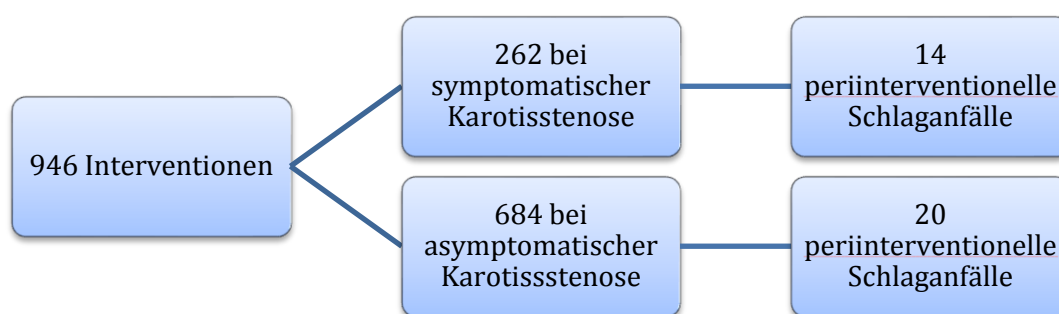 946 Interventionen
262 bei
symptomatischer
Karotisstenose
14
periinterventionelle
Schlaganfälle
684 bei
asymptomatischer
Karotissstenose
20
periinterventionelle
Schlaganfälle